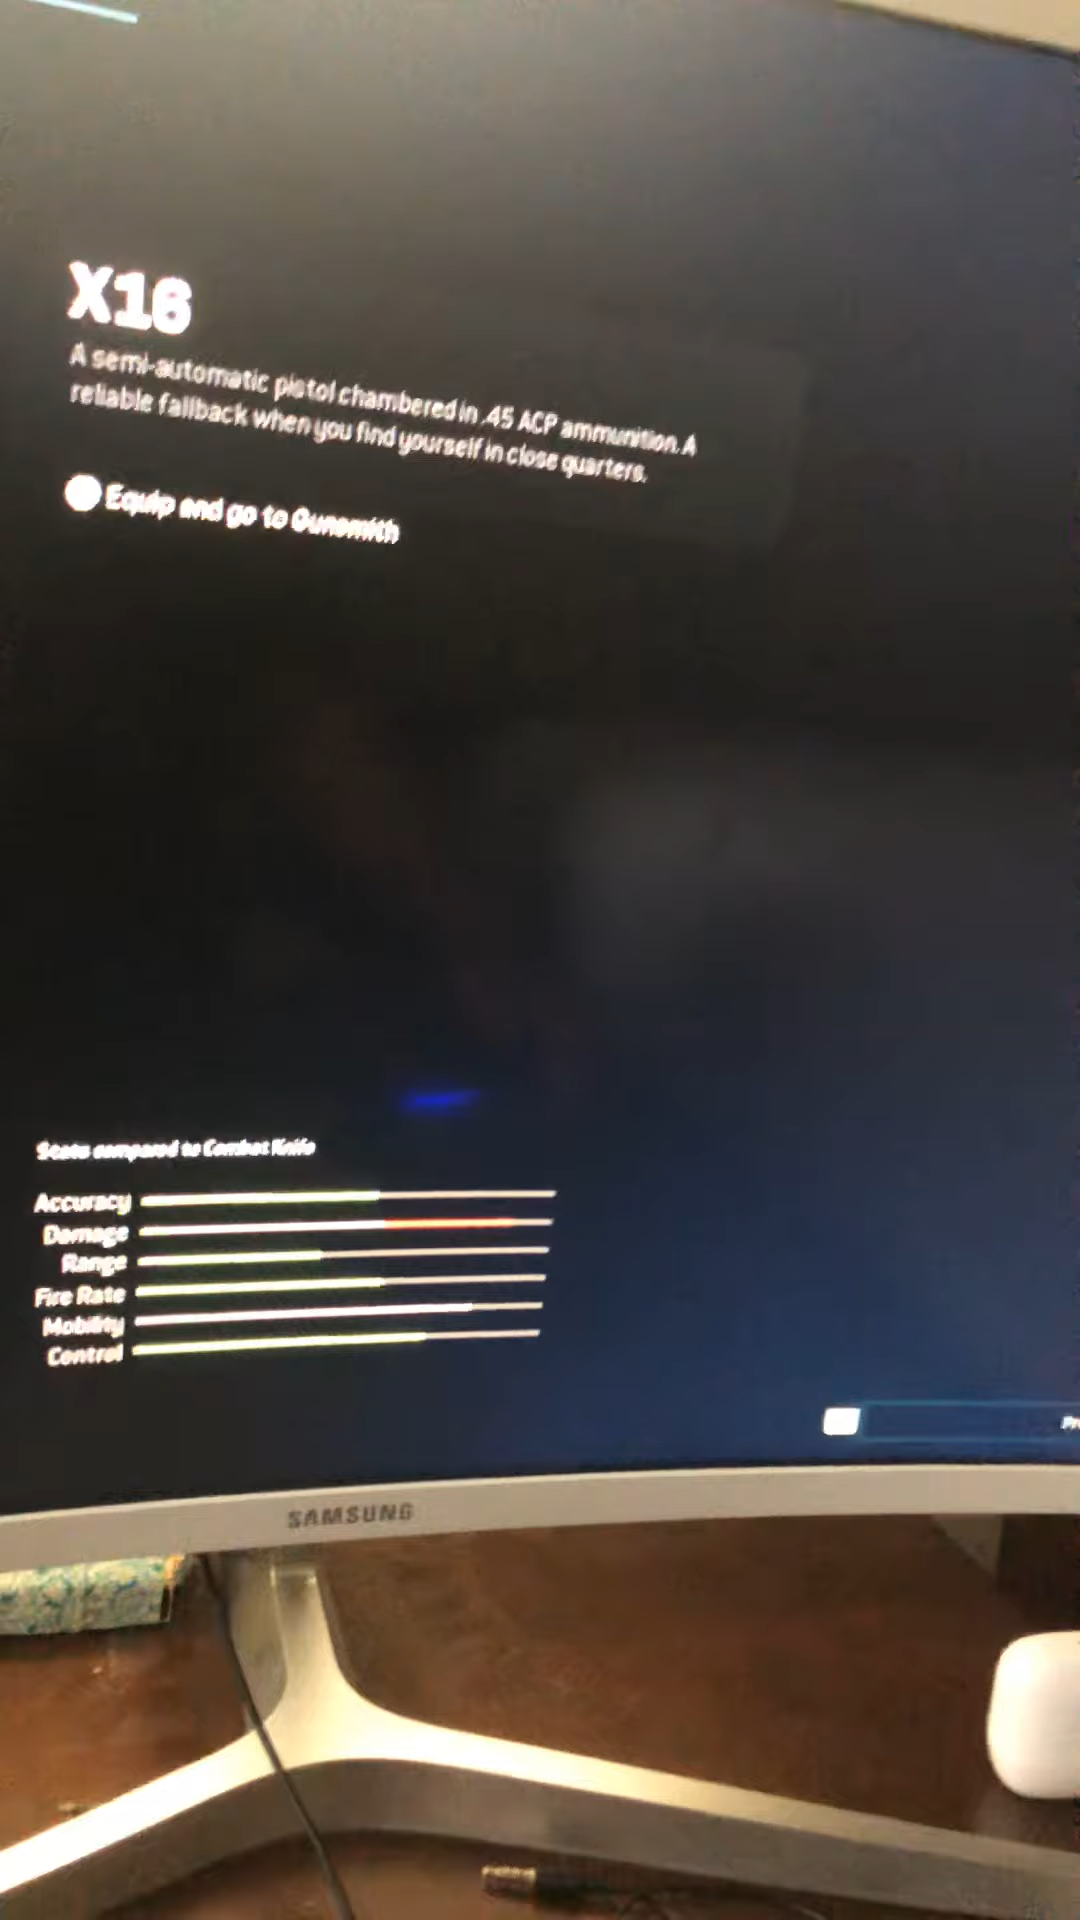 X16
A semi-automatic pistol chambered in .45 ACP ammunition. A
reliable fallback when you find yourself in close quarters.
Equip and go to Gunsmith
Stats compared to Combat Knife
Accuracy
Damage
Range
Fire Rate
Mobility
Control
SAMSUNG